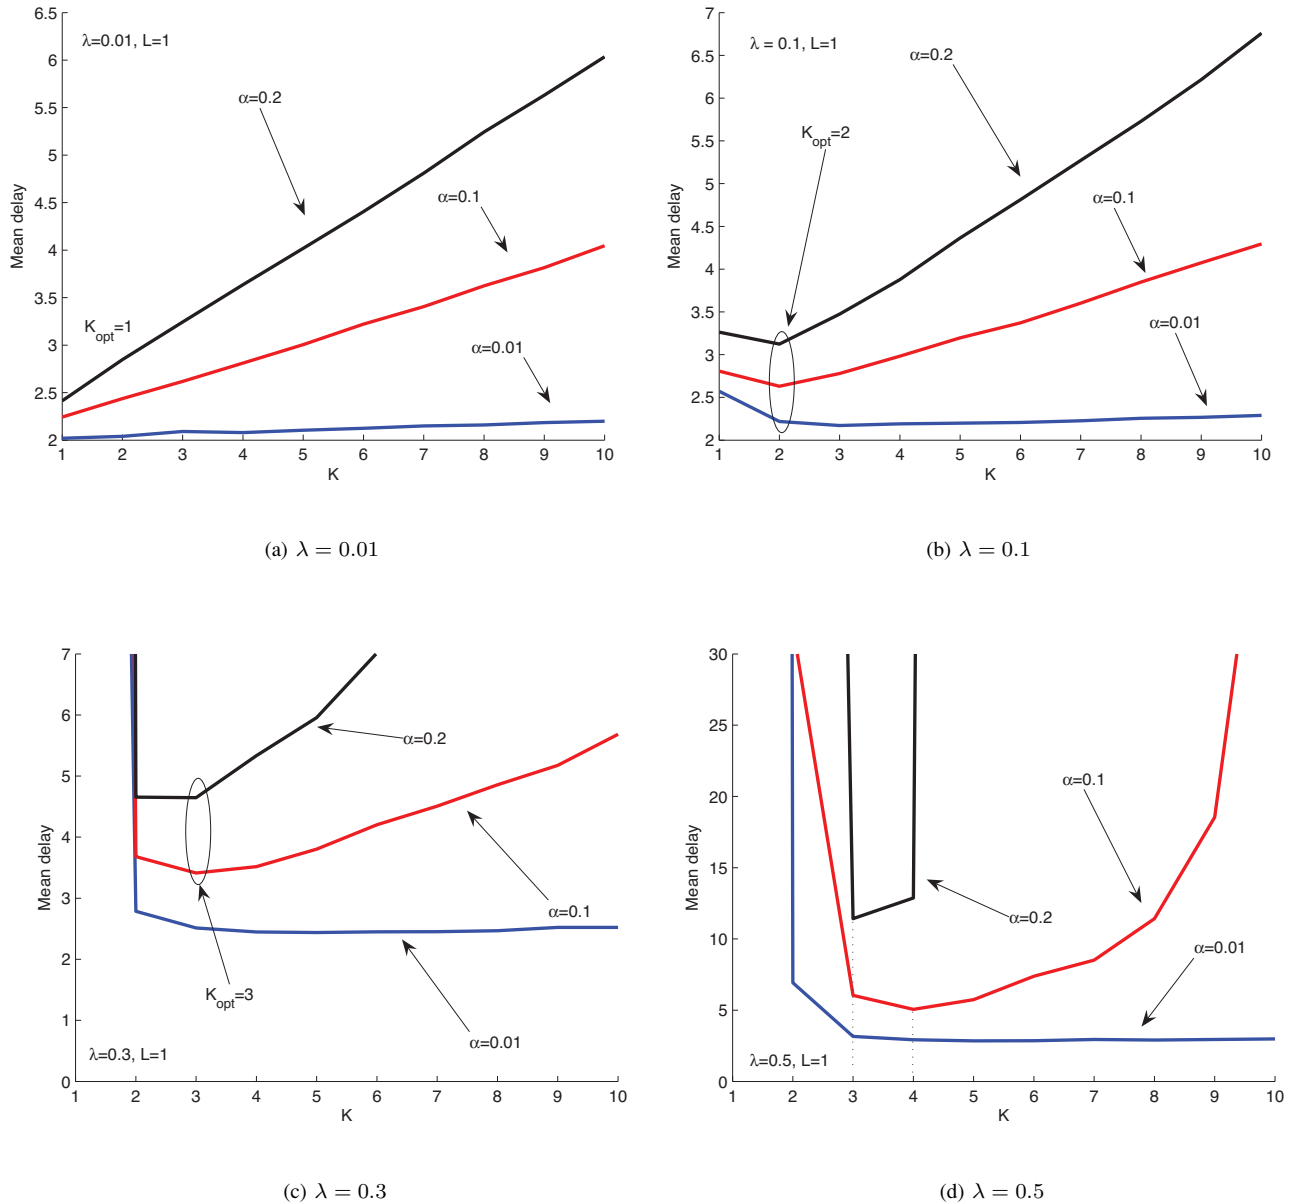 6.5
6
5.5
5
4.5
4
3.5
3
2.5
2
Mean delay
λ=0.01, L=1
α=0.2
α=0.1
K_opt=1
α=0.01
1 2 3 4 5 6 7 8 9 10
K
(a) λ = 0.01
7
6.5
6
5.5
5
4.5
4
3.5
3
2.5
2
Mean delay
λ = 0.1, L=1
α=0.2
K_opt=2
α=0.1
α=0.01
1 2 3 4 5 6 7 8 9 10
K
(b) λ = 0.1
7
6
5
4
3
2
1
0
Mean delay
α=0.2
α=0.1
K_opt=3
α=0.01
λ=0.3, L=1
1 2 3 4 5 6 7 8 9 10
K
(c) λ = 0.3
30
25
20
15
10
5
0
Mean delay
α=0.1
α=0.2
α=0.01
λ=0.5, L=1
1 2 3 4 5 6 7 8 9 10
K
(d) λ = 0.5